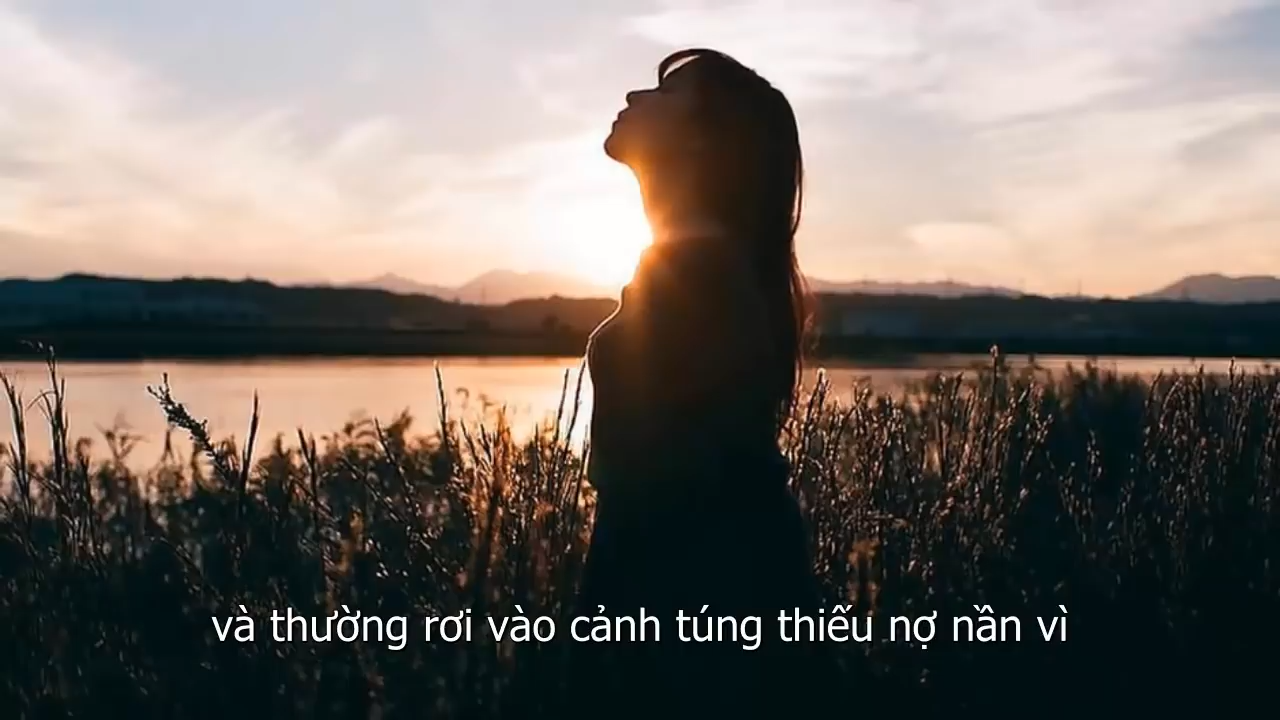 và thường rơi vào cảnh túng thiếu nợ nần vì